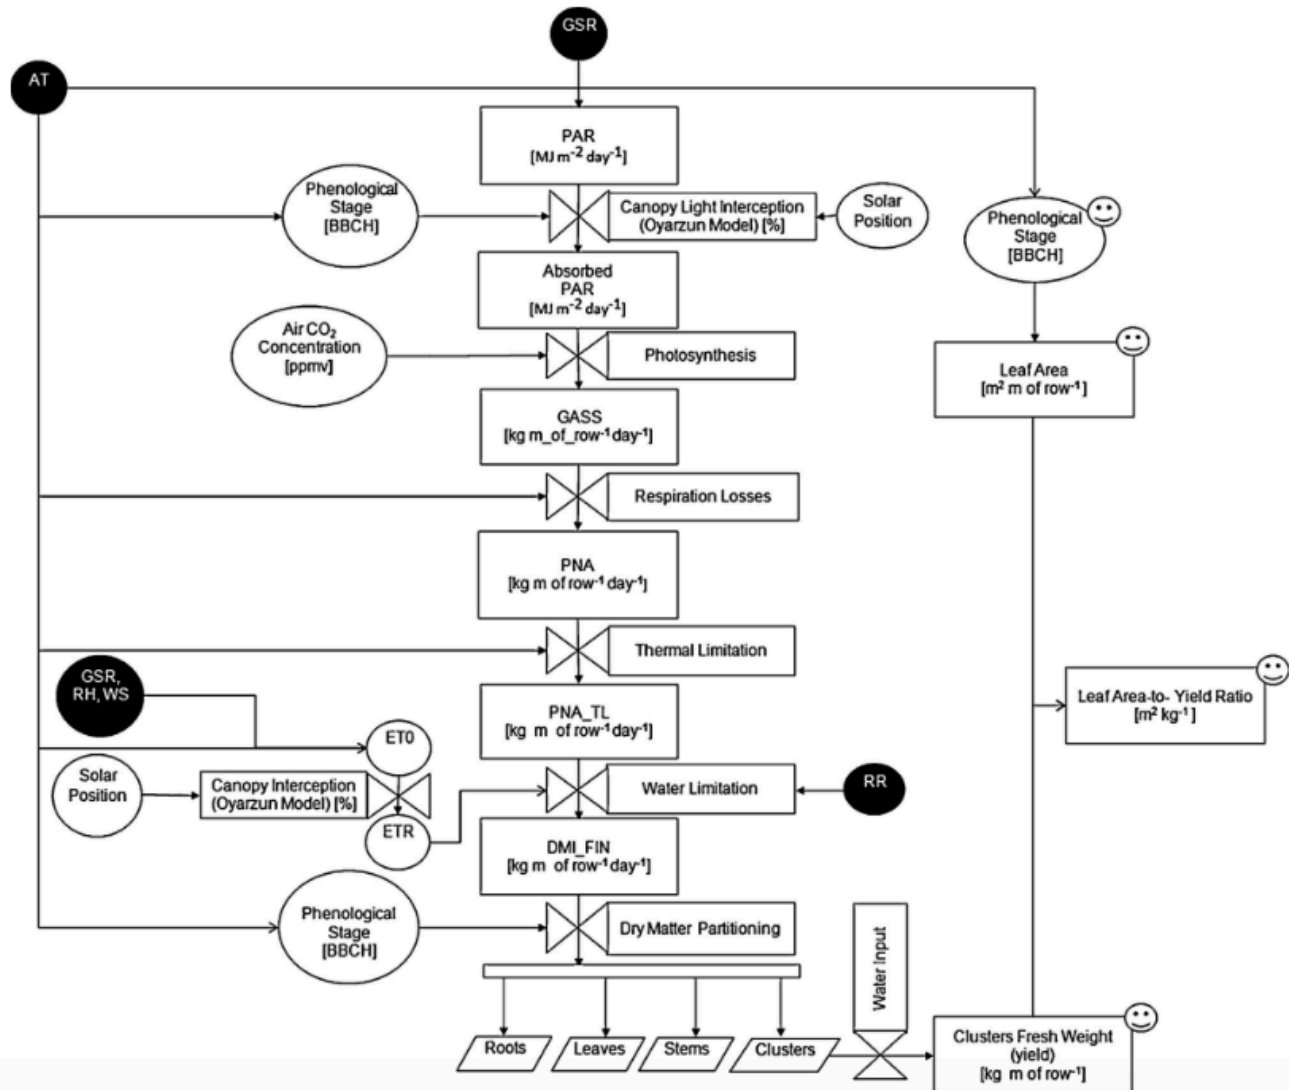 GSR
AT
PAR
[MJ m⁻² day⁻¹]
Phenological
Stage
[BBCH]
Canopy Light Interception
(Oyarzun Model) [%]
Solar
Position
Phenological
Stage
[BBCH]
Absorbed
PAR
[MJ m⁻² day⁻¹]
Air CO₂
Concentration
[ppmv]
Photosynthesis
Leaf Area
[m² m of row⁻¹]
GASS
[kg m_of_row⁻¹ day⁻¹]
Respiration Losses
PNA
[kg m of row⁻¹ day⁻¹]
Thermal Limitation
GSR,
RH, WS
PNA_TL
[kg m of row⁻¹ day⁻¹]
Leaf Area-to- Yield Ratio
[m² kg⁻¹]
ET0
Solar
Position
Canopy Interception
(Oyarzun Model) [%]
Water Limitation
RR
ETR
DMI_FIN
[kg m of row⁻¹ day⁻¹]
Phenological
Stage
[BBCH]
Dry Matter Partitioning
Water Input
Roots
Leaves
Stems
Clusters
Clusters Fresh Weight
(yield)
[kg m of row⁻¹]